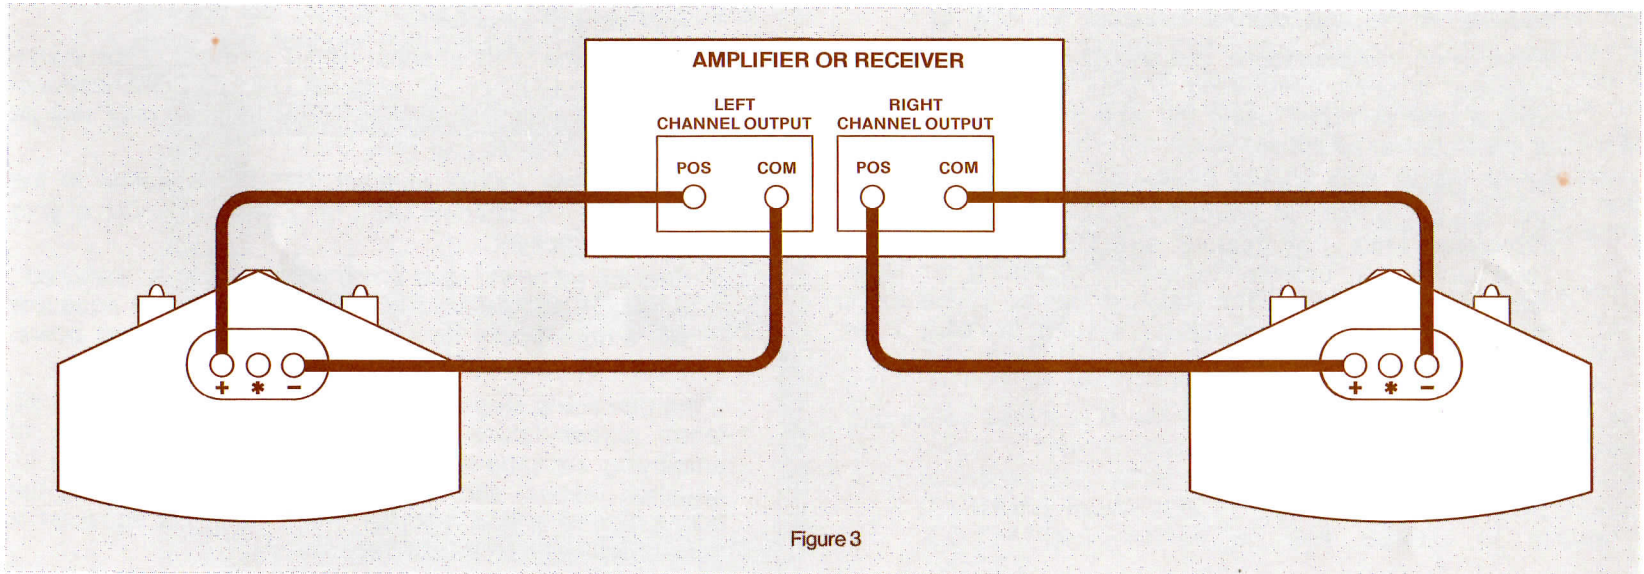 AMPLIFIER OR RECEIVER
LEFT
CHANNEL OUTPUT
RIGHT
CHANNEL OUTPUT
POS
COM
POS
COM
+ * −
+ * −
Figure 3